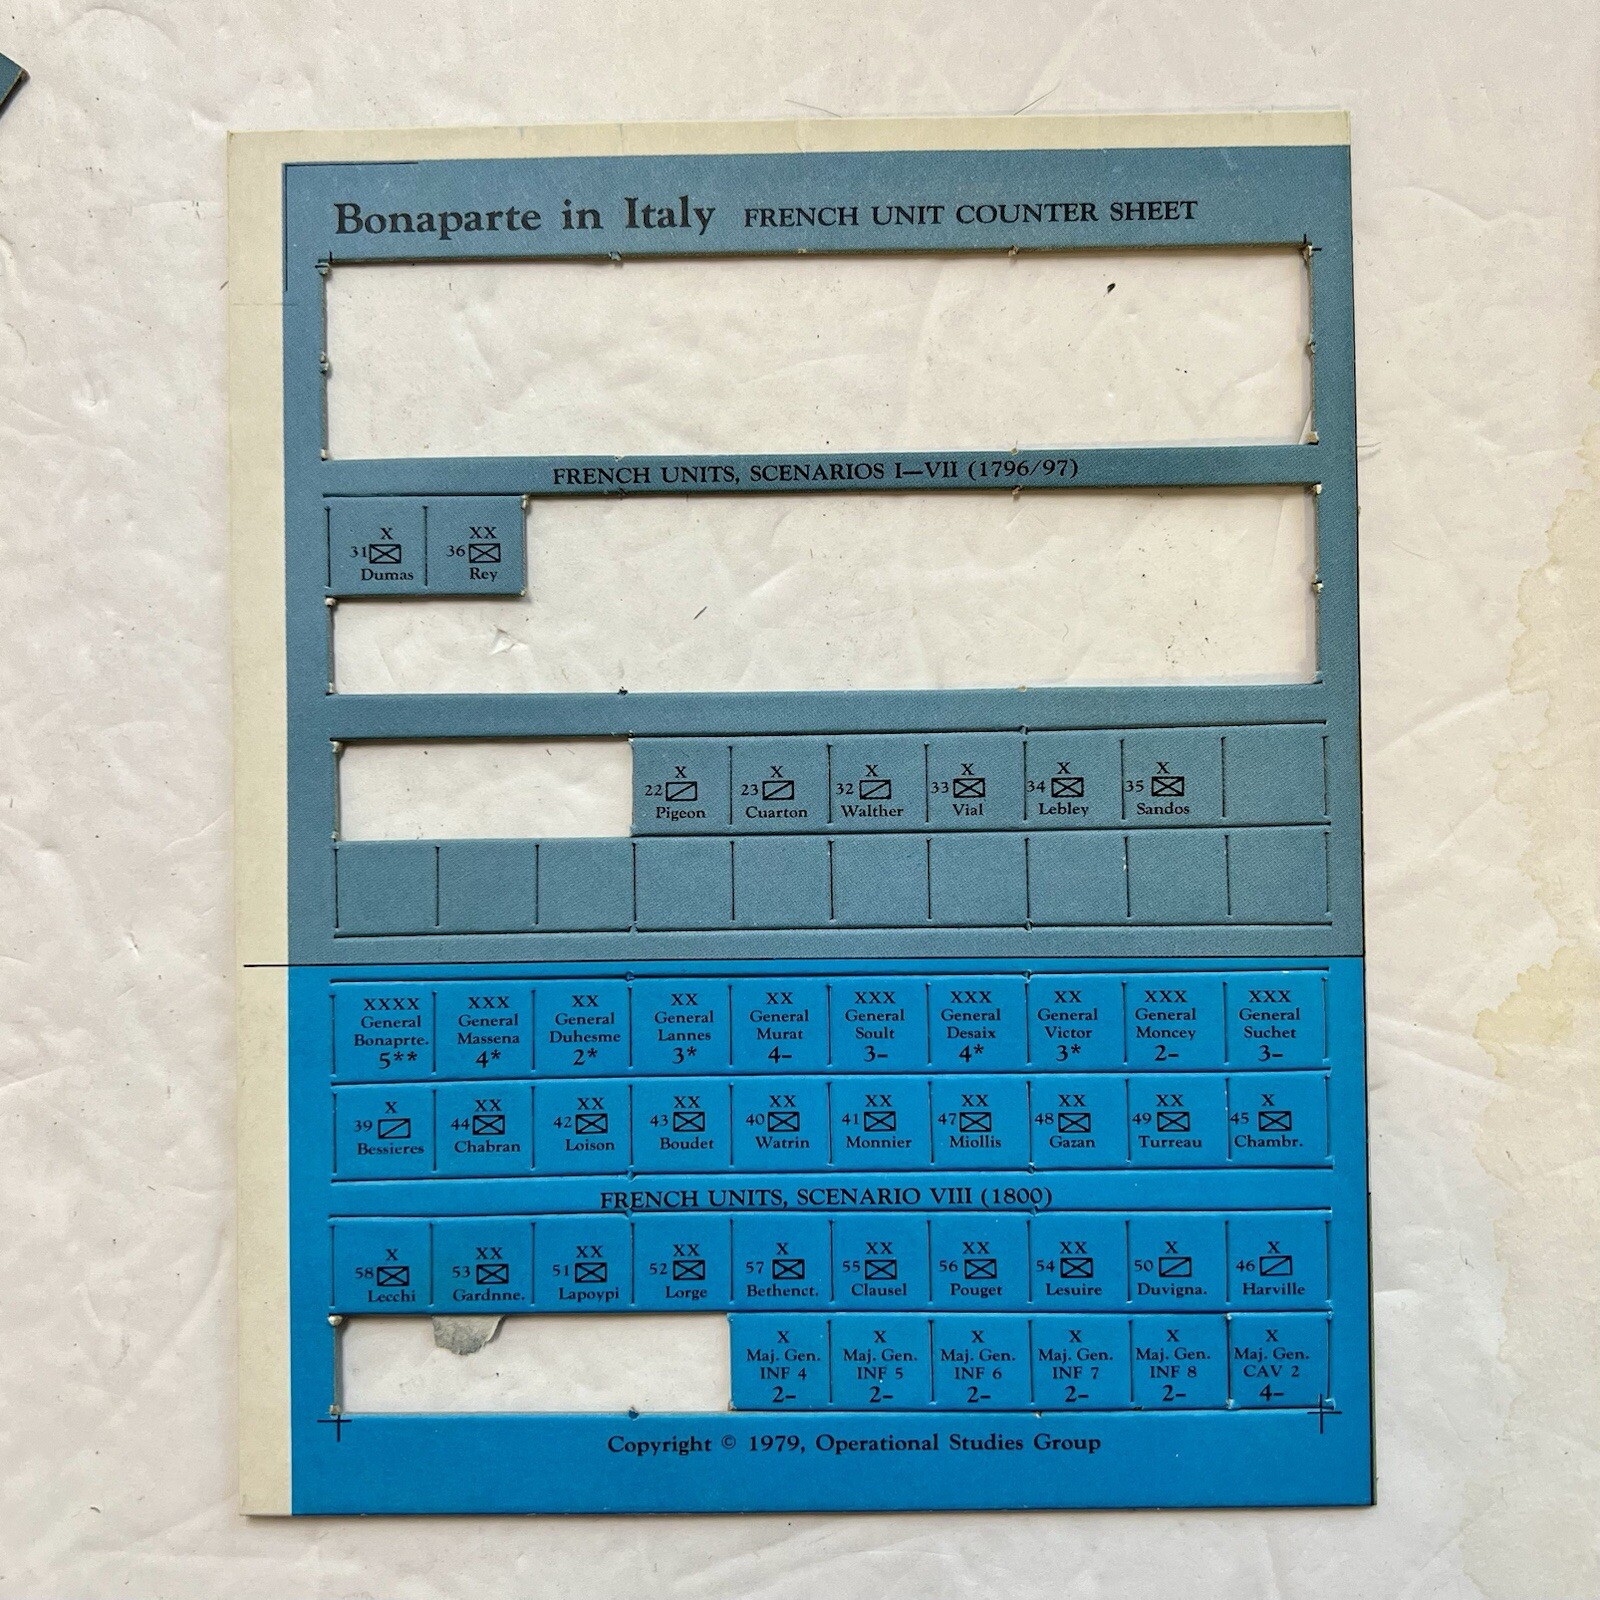 Bonaparte in Italy FRENCH UNIT COUNTER SHEET
FRENCH UNITS, SCENARIOS I—VII (1796/97)
X XX
31 36
Dumas Rey
X X X X X X
22 23 32 33 34 35
Pigeon Cuarton Walther Vial Lebley Sandos
XXXX XXX XX XX XX XXX XXX XX XXX XXX
General General General General General General General General General General
Bonaprte. Massena Duhesme Lannes Murat Soult Desaix Victor Moncey Suchet
5** 4* 2* 3* 4– 3– 4* 3* 2– 3–
X XX XX XX XX XX XX XX XX X
39 44 42 43 40 41 47 48 49 45
Bessieres Chabran Loison Boudet Watrin Monnier Miollis Gazan Turreau Chambr.
FRENCH UNITS, SCENARIO VIII (1800)
X XX XX XX X XX XX XX X X
58 53 51 52 57 55 56 54 50 46
Lecchi Gardnne. Lapoypi Lorge Bethenct. Clausel Pouget Lesuire Duvigna. Harville
X X X X X X
Maj. Gen. Maj. Gen. Maj. Gen. Maj. Gen. Maj. Gen. Maj. Gen.
INF 4 INF 5 INF 6 INF 7 INF 8 CAV 2
2– 2– 2– 2– 2– 4–
Copyright © 1979, Operational Studies Group